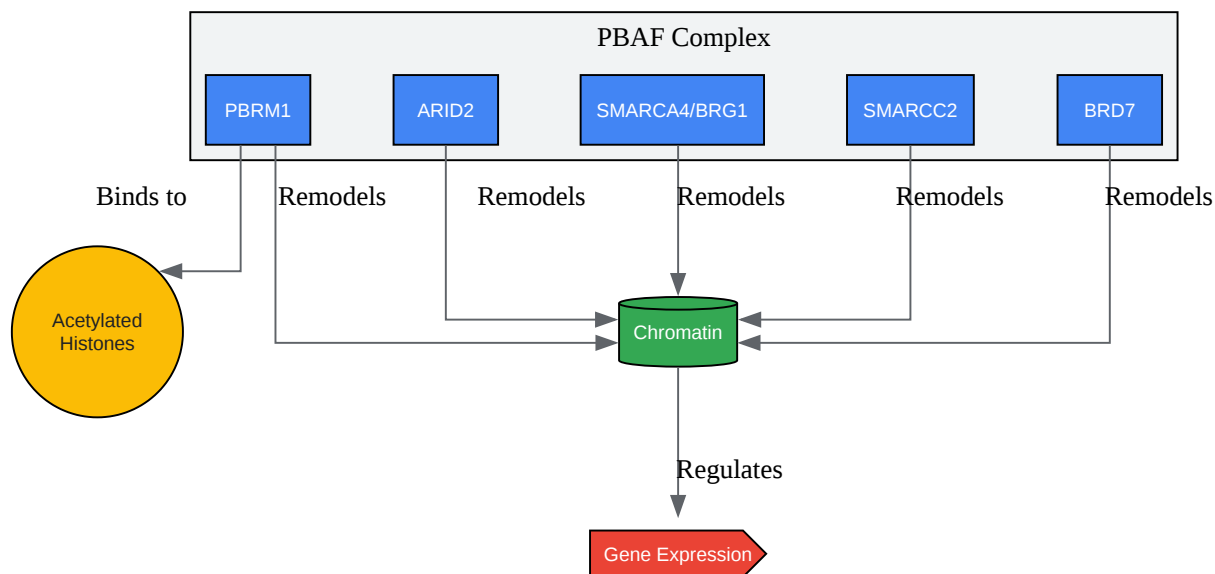 PBAF Complex
PBRM1
ARID2
SMARCA4/BRG1
SMARCC2
BRD7
Binds to
Remodels
Remodels
Remodels
Remodels
Remodels
Acetylated
Histones
Chromatin
Regulates
Gene Expression